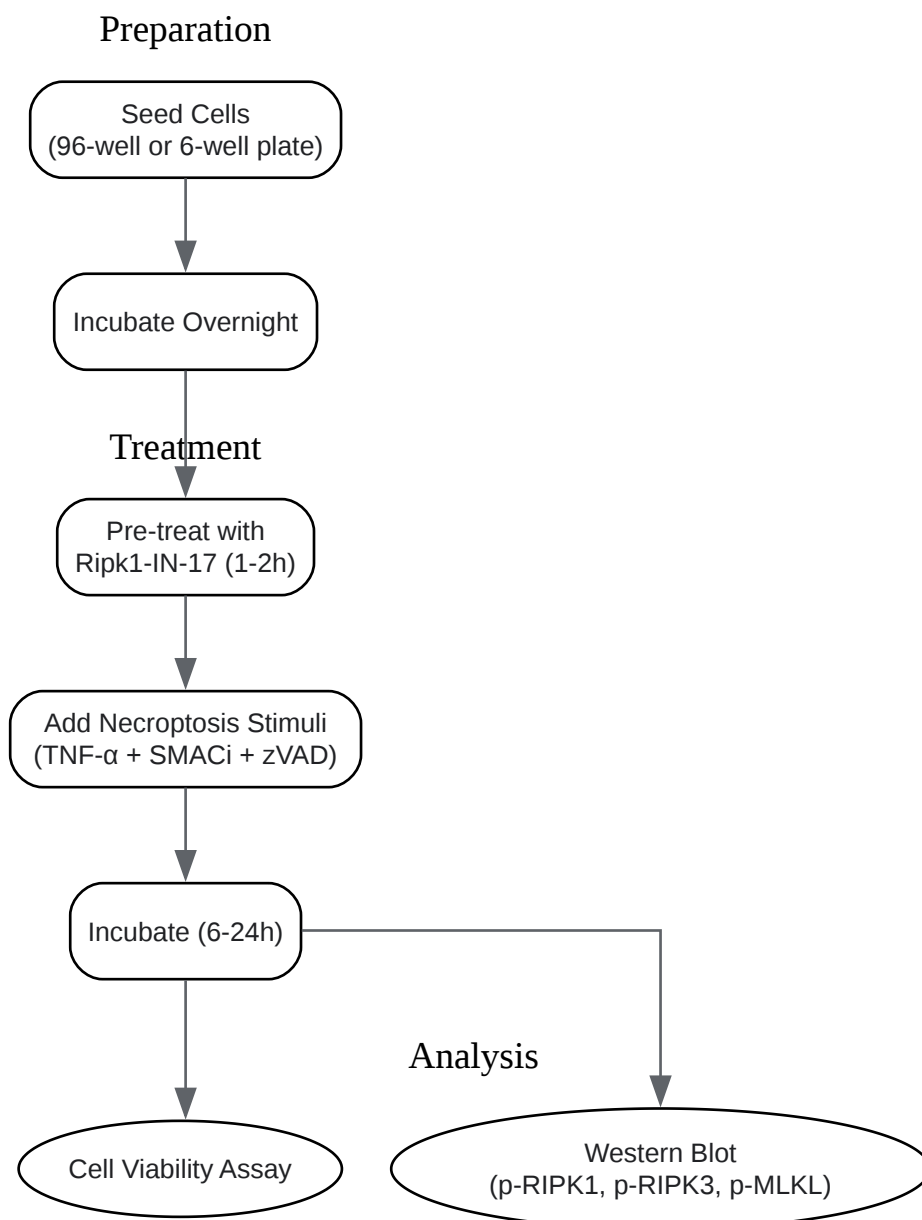 Preparation
Seed Cells
(96-well or 6-well plate)
Incubate Overnight
Treatment
Pre-treat with
Ripk1-IN-17 (1-2h)
Add Necroptosis Stimuli
(TNF-α + SMACi + zVAD)
Incubate (6-24h)
Analysis
Cell Viability Assay
Western Blot
(p-RIPK1, p-RIPK3, p-MLKL)